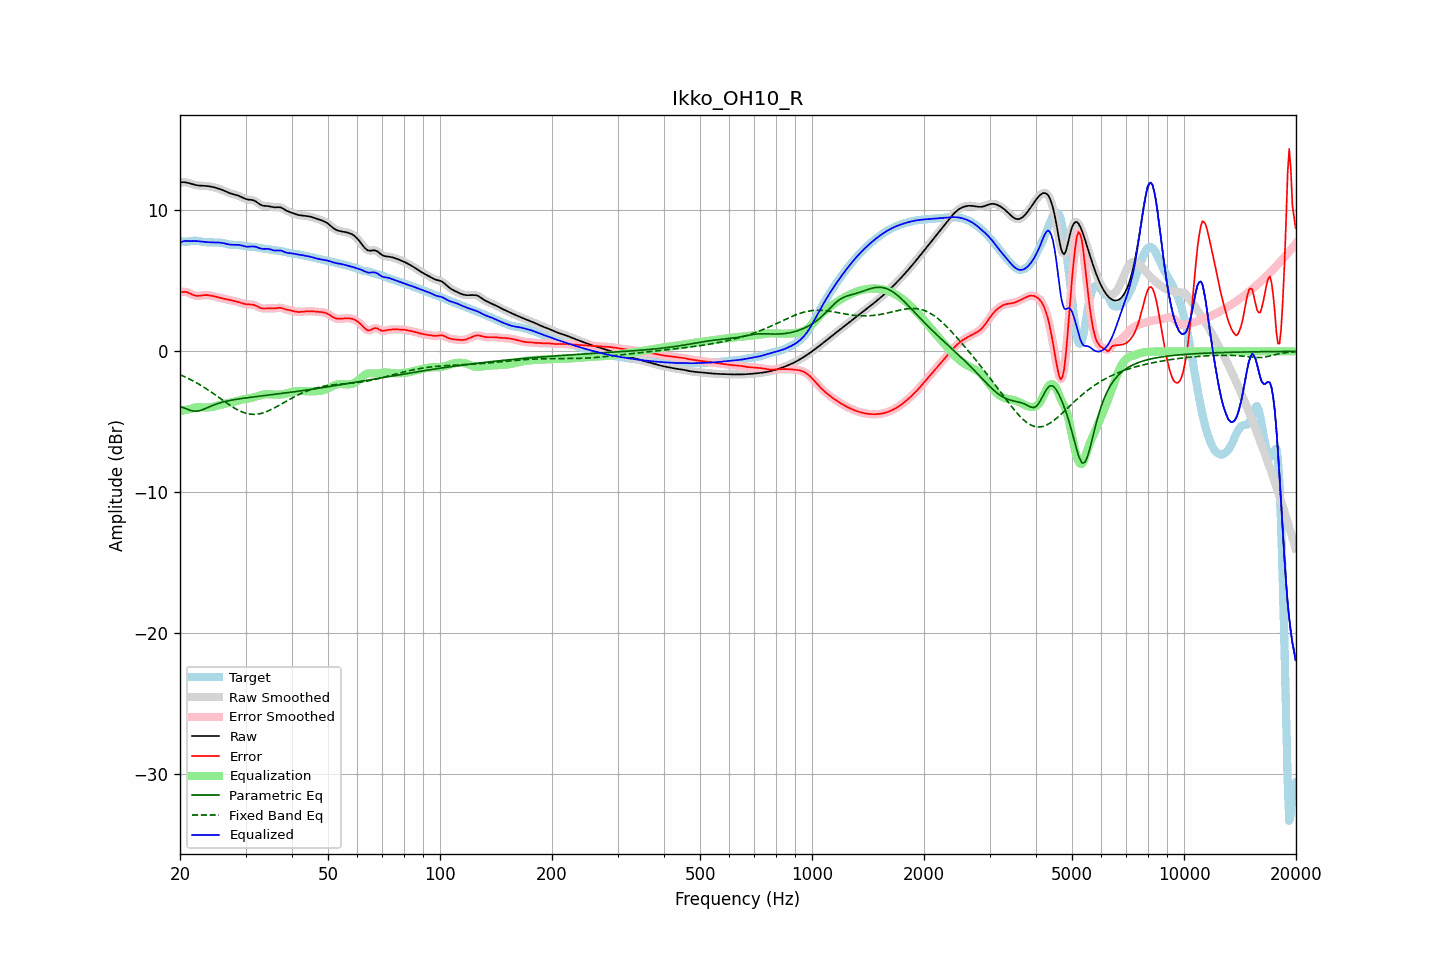 Ikko_OH10_R
Amplitude (dBr)
10
0
−10
−20
−30
Target
Raw Smoothed
Error Smoothed
Raw
Error
Equalization
Parametric Eq
Fixed Band Eq
Equalized
20
50
100
200
500
1000
2000
5000
10000
20000
Frequency (Hz)